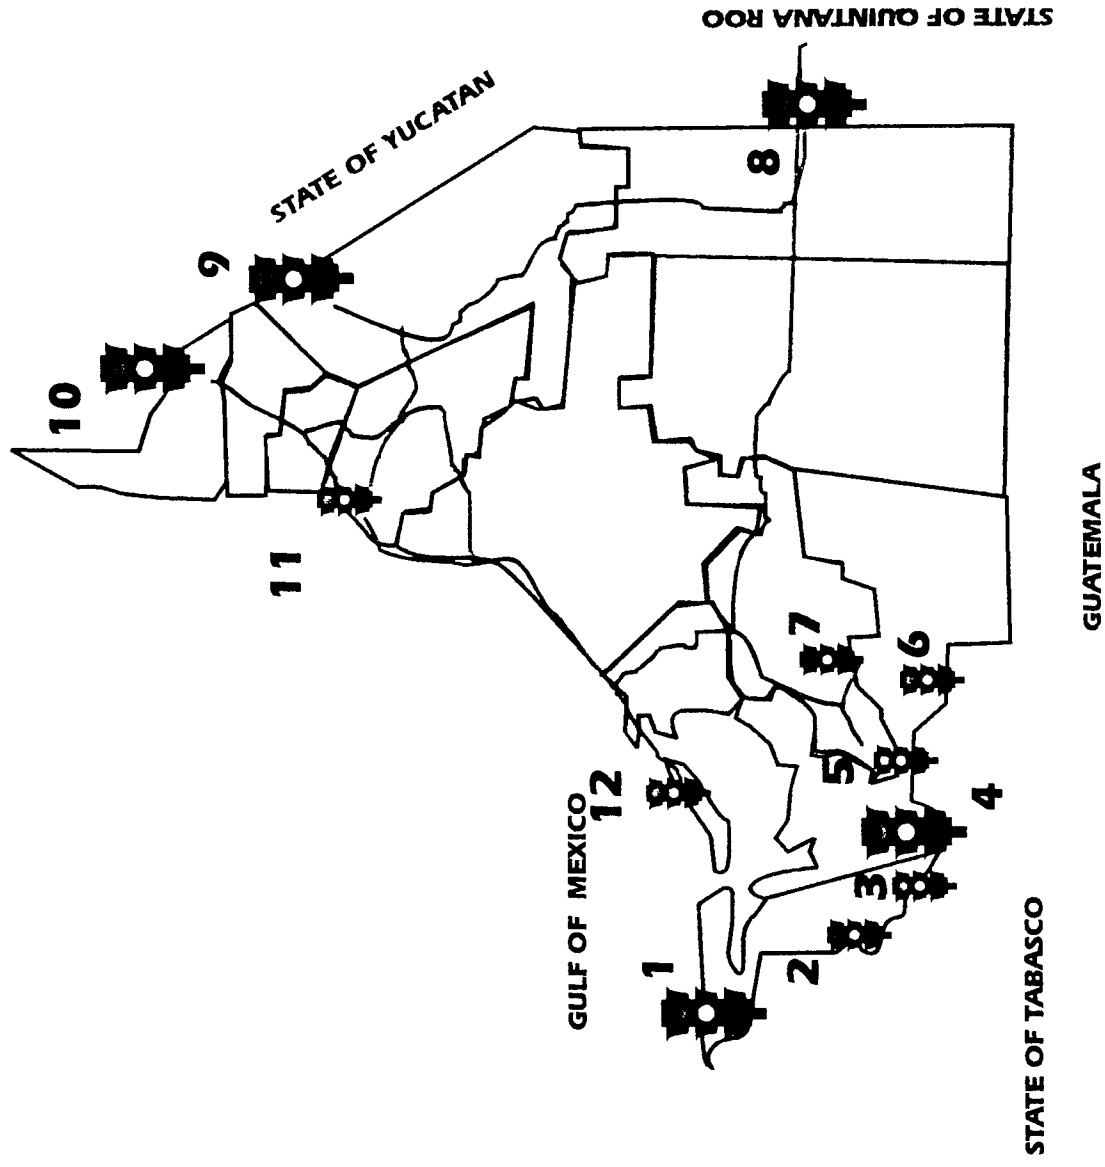 STATE OF QUINTANA ROO
STATE OF YUCATAN
8
9
10
11
7
6
5
12
4
3
GULF OF MEXICO
1
2
GUATEMALA
STATE OF TABASCO